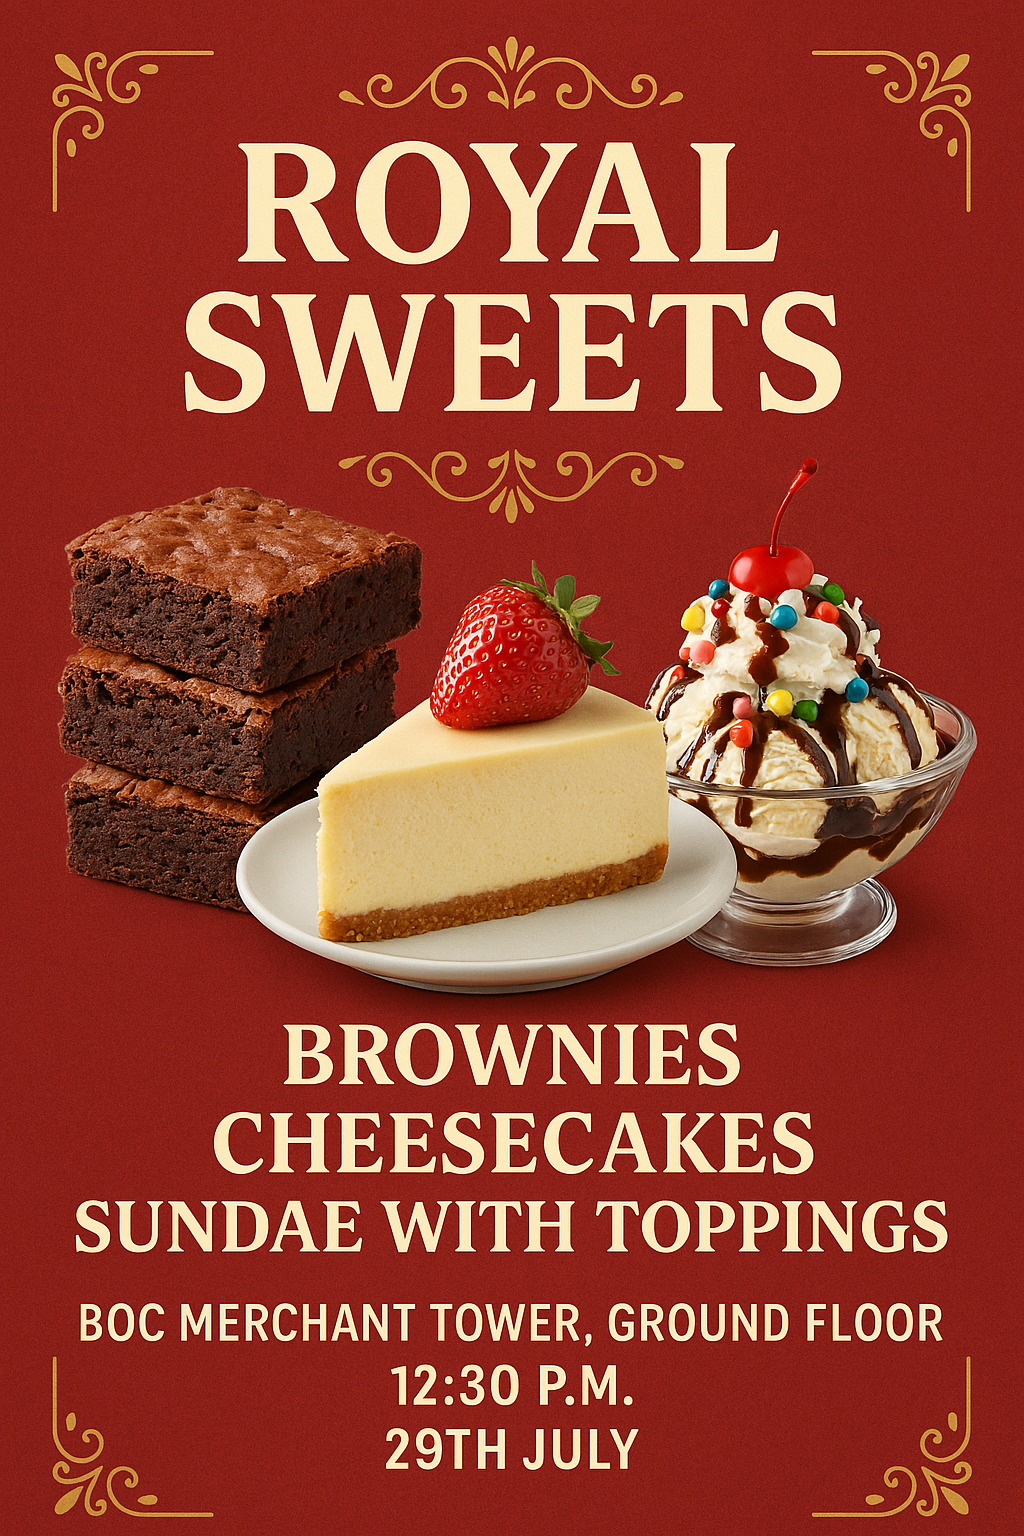 ROYAL
SWEETS
BROWNIES
CHEESECAKES
SUNDAE WITH TOPPINGS
BOC MERCHANT TOWER, GROUND FLOOR
12:30 P.M.
29TH JULY